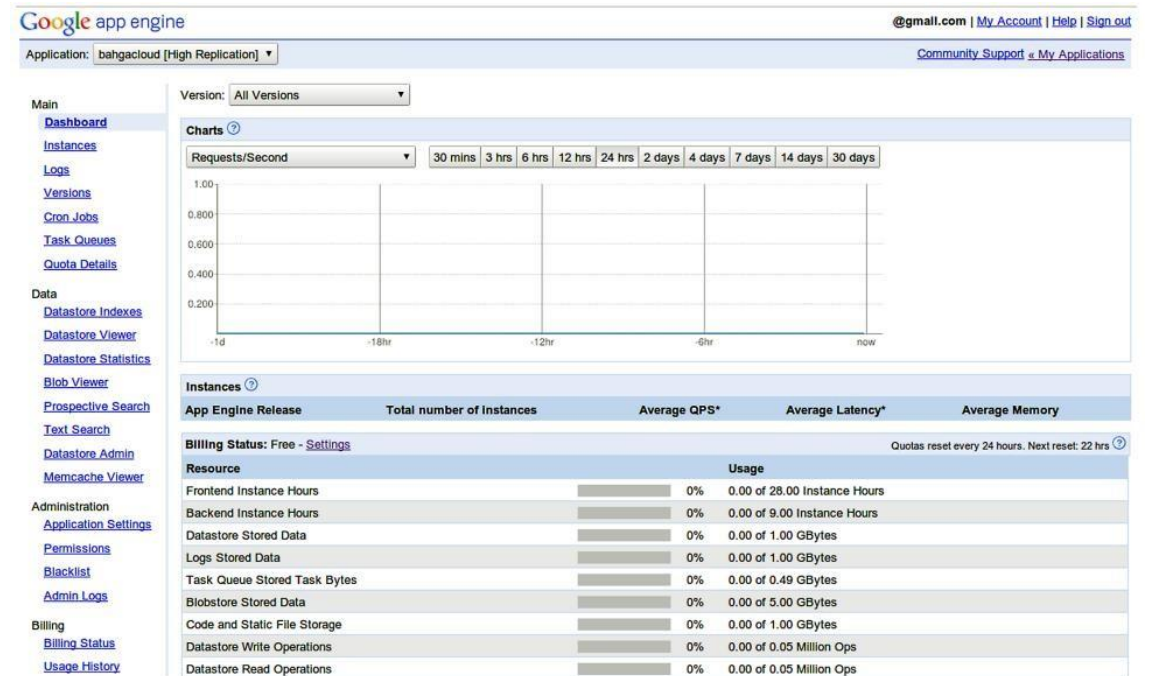 Google app engine
@gmail.com | My Account | Help | Sign out
Application: bahgacloud [High Replication]
Community Support « My Applications
Main
Dashboard
Instances
Logs
Versions
Cron Jobs
Task Queues
Quota Details
Data
Datastore Indexes
Datastore Viewer
Datastore Statistics
Blob Viewer
Prospective Search
Text Search
Datastore Admin
Memcache Viewer
Administration
Application Settings
Permissions
Blacklist
Admin Logs
Billing
Billing Status
Usage History
Version: All Versions
Charts ?
Requests/Second 30 mins 3 hrs 6 hrs 12 hrs 24 hrs 2 days 4 days 7 days 14 days 30 days
1.00
0.800
0.600
0.400
0.200
-1d -18hr -12hr -6hr now
Instances ?
App Engine Release Total number of Instances Average QPS* Average Latency* Average Memory
Billing Status: Free - Settings Quotas reset every 24 hours. Next reset: 22 hrs ?
Resource Usage
Frontend Instance Hours 0% 0.00 of 28.00 Instance Hours
Backend Instance Hours 0% 0.00 of 9.00 Instance Hours
Datastore Stored Data 0% 0.00 of 1.00 GBytes
Logs Stored Data 0% 0.00 of 1.00 GBytes
Task Queue Stored Task Bytes 0% 0.00 of 0.49 GBytes
Blobstore Stored Data 0% 0.00 of 5.00 GBytes
Code and Static File Storage 0% 0.00 of 1.00 GBytes
Datastore Write Operations 0% 0.00 of 0.05 Million Ops
Datastore Read Operations 0% 0.00 of 0.05 Million Ops